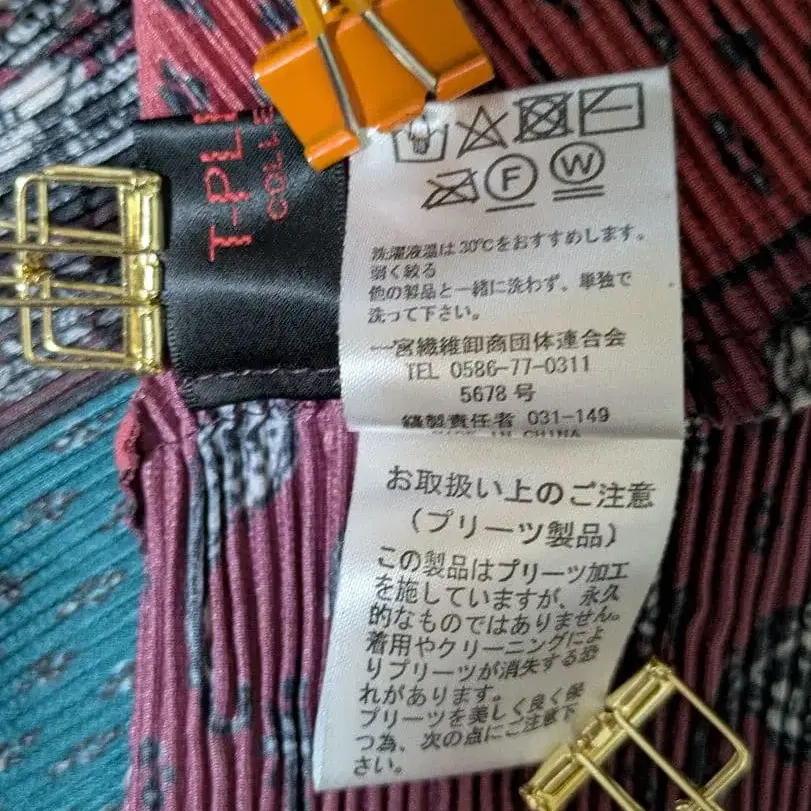 T-PL
COLLE
F
W
洗濯液温は30℃をおすすめします。
弱く絞る
他の製品と一緒に洗わず、単独で
洗って下さい。
一宮繊維卸商団体連合会
TEL 0586-77-0311
5678号
縫製責任者 031-149
MADE IN CHINA
お取扱い上のご注意
(プリーツ製品)
この製品はプリーツ加工
を施していますが、永久
的なものではありません。
着用やクリーニングによ
りプリーツが消失する恐
れがあります。
プリーツを美しく良く保
つ為、次の点にご注意下
さい。